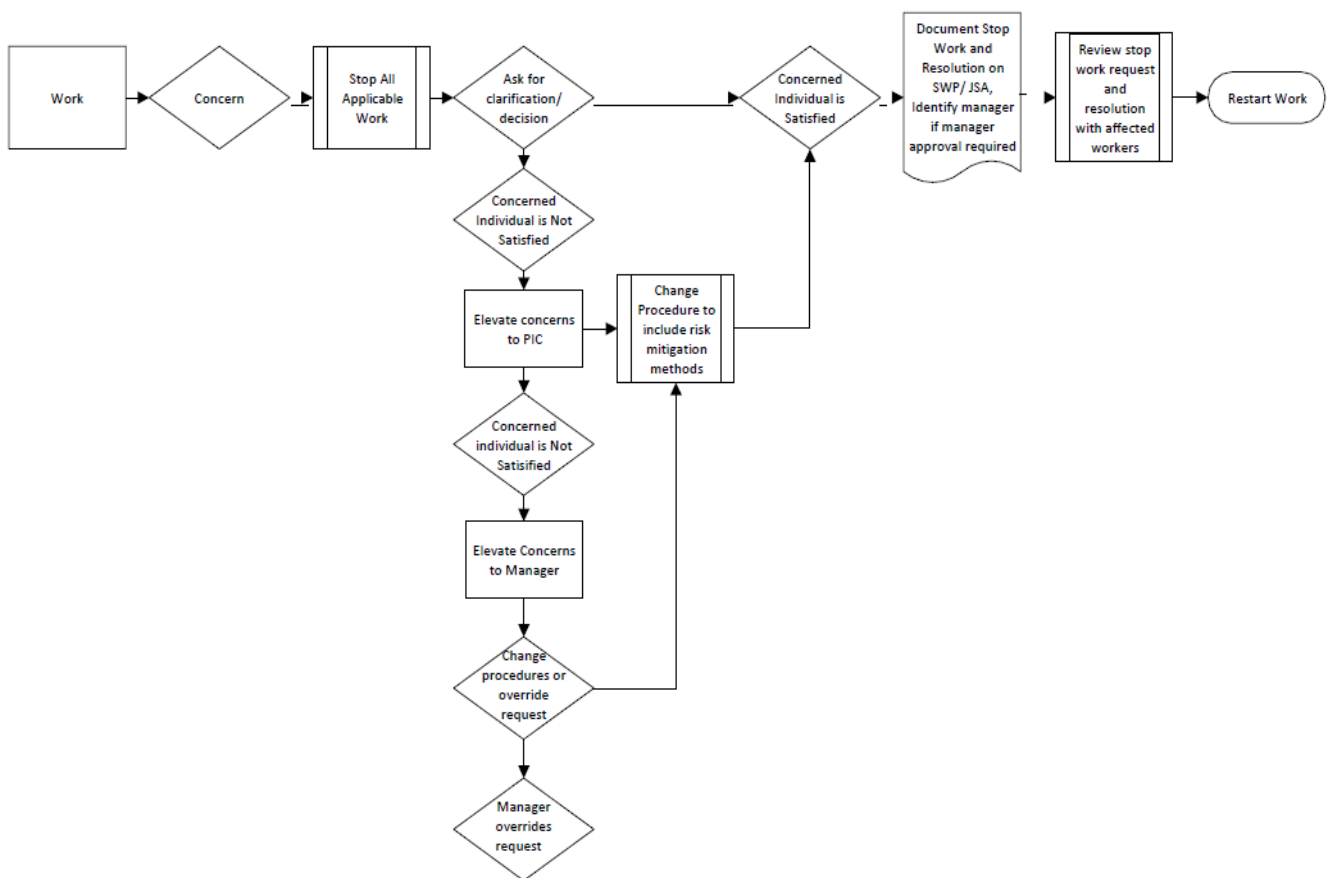 Work
Concern
Stop All
Applicable
Work
Ask for
clarification/
decision
Concerned
Individual is
Satisfied
Document Stop
Work and
Resolution on
SWP/ JSA,
Identify manager
if manager
approval required
Review stop
work request
and
resolution
with affected
workers
Restart Work
Concerned
Individual is Not
Satisfied
Elevate concerns
to PIC
Change
Procedure to
include risk
mitigation
methods
Concerned
individual is Not
Satisified
Elevate Concerns
to Manager
Change
procedures or
override
request
Manager
overrides
request